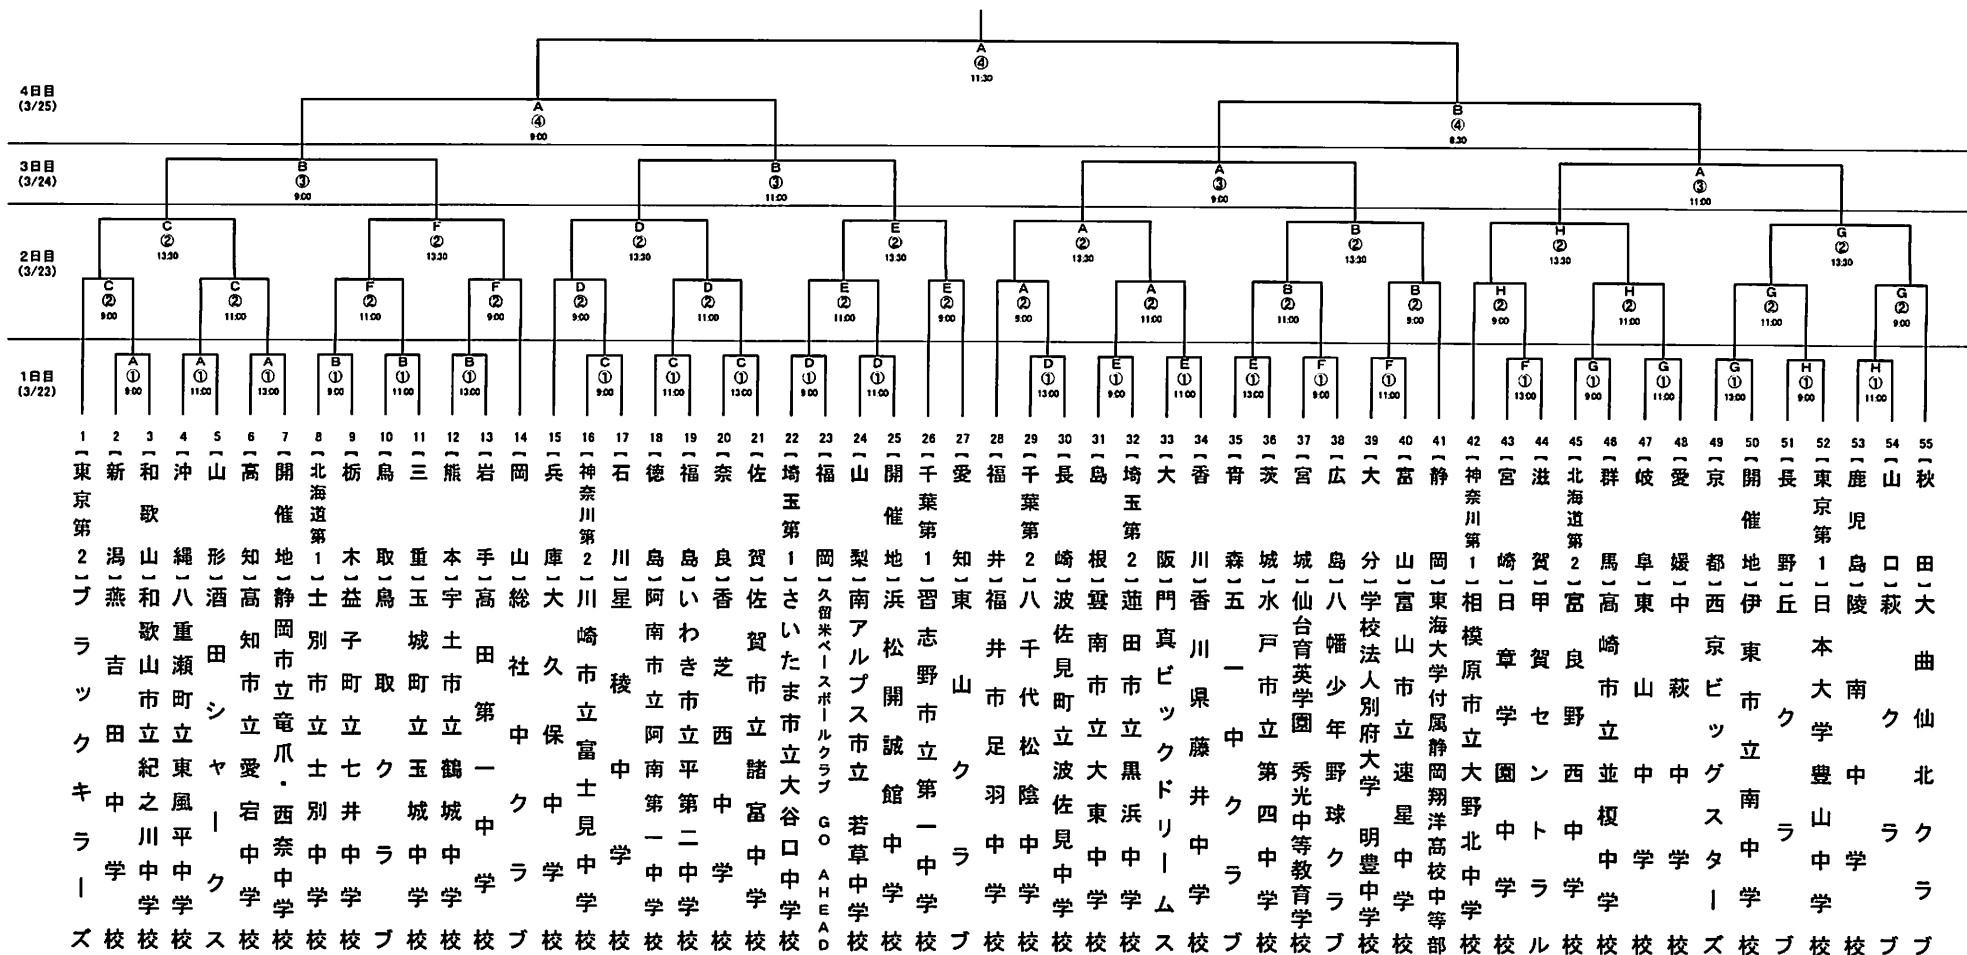 A
④
11:30
4日目
(3/25)
A
④
9:00
B
④
8:30
3日目
(3/24)
B
③
9:00
B
③
11:00
A
③
9:00
A
③
11:00
2日目
(3/23)
C
②
13:30
F
②
13:30
D
②
13:30
E
②
13:30
A
②
13:30
B
②
13:30
H
②
13:30
G
②
13:30
C
②
9:00
C
②
11:00
F
②
11:00
F
②
9:00
D
②
9:00
D
②
11:00
E
②
11:00
E
②
9:00
A
②
9:00
A
②
11:00
B
②
11:00
B
②
9:00
H
②
9:00
H
②
11:00
G
②
11:00
G
②
9:00
1日目
(3/22)
A
①
9:00
A
①
11:00
A
①
13:00
B
①
9:00
B
①
11:00
B
①
13:00
C
①
9:00
C
①
11:00
C
①
13:00
D
①
9:00
D
①
11:00
D
①
13:00
E
①
9:00
E
①
11:00
E
①
13:00
F
①
9:00
F
①
11:00
F
①
13:00
G
①
9:00
G
①
11:00
G
①
13:00
H
①
9:00
H
①
11:00
1【東京第2】ブラックキラーズ
2【新潟】燕吉田中学校
3【和歌山】和歌山市立紀之川中学校
4【沖縄】八重瀬町立東風平中学校
5【山形】酒田シャークス
6【高知】高知市立愛宕中学校
7【開催地】静岡市立竜爪・西奈中学校
8【北海道第1】士別市立士別中学校
9【栃木】益子町立七井中学校
10【鳥取】鳥取クラブ
11【三重】玉城町立玉城中学校
12【熊本】宇土市立鶴城中学校
13【岩手】高田第一中学校
14【岡山】総社中クラブ
15【兵庫】大久保中学校
16【神奈川第2】川崎市立富士見中学校
17【石川】星稜中学校
18【徳島】阿南市立阿南第一中学校
19【福島】いわき市立平第二中学校
20【奈良】香芝西中学校
21【佐賀】佐賀市立諸富中学校
22【埼玉第1】さいたま市立大谷口中学校
23【福岡】久留米ベースボールクラブ GO AHEAD
24【山梨】南アルプス市立 若草中学校
25【開催地】浜松開誠館中学校
26【千葉第1】習志野市立第一中学校
27【愛知】東山クラブ
28【福井】福井市足羽中学校
29【千葉第2】八千代松陰中学校
30【長崎】波佐見町立波佐見中学校
31【島根】雲南市立大東中学校
32【埼玉第2】蓮田市立黒浜中学校
33【大阪】門真ビックドリームス
34【香川】香川県藤井中学校
35【青森】五一中クラブ
36【茨城】水戸市立第四中学校
37【宮城】仙台育英学園 秀光中等教育学校
38【広島】八幡少年野球クラブ
39【大分】学校法人別府大学 明豊中学校
40【富山】富山市立速星中学校
41【静岡】東海大学付属静岡翔洋高校中等部
42【神奈川第1】相模原市立大野北中学校
43【宮崎】日章学園中学校
44【滋賀】甲賀セントラル
45【北海道第2】富良野西中学校
46【群馬】高崎市立並榎中学校
47【岐阜】東山中学校
48【愛媛】中萩中学校
49【京都】西京ビッグスターズ
50【開催地】伊東市立南中学校
51【長野】丘クラブ
52【東京第1】日本大学豊山中学校
53【鹿児島】陵南中学校
54【山口】萩クラブ
55【秋田】大曲仙北クラブ